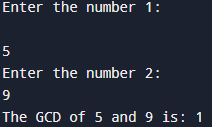 Enter the number 1:
5
Enter the number 2:
9
The GCD of 5 and 9 is: 1